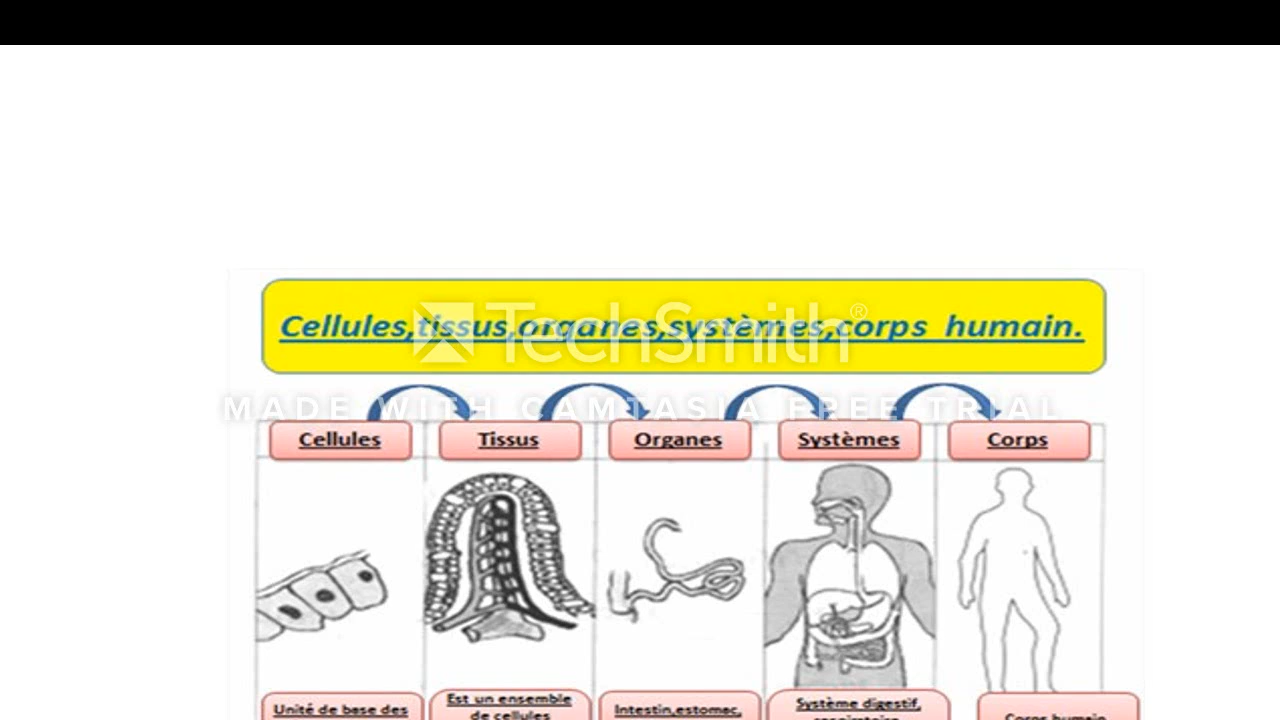 Cellules,tissus,organes,systèmes,corps humain.
TechSmith®
MADE WITH CAMTASIA FREE TRIAL
Cellules
Tissus
Organes
Systèmes
Corps
Unité de base des
Est un ensemble
de cellules
Intestin,estomac,
Système digestif,
respiratoire
Corps humain